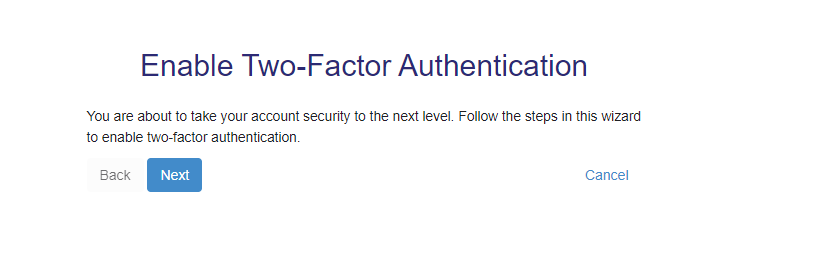 Enable Two-Factor Authentication
You are about to take your account security to the next level. Follow the steps in this wizard
to enable two-factor authentication.
Back Next Cancel